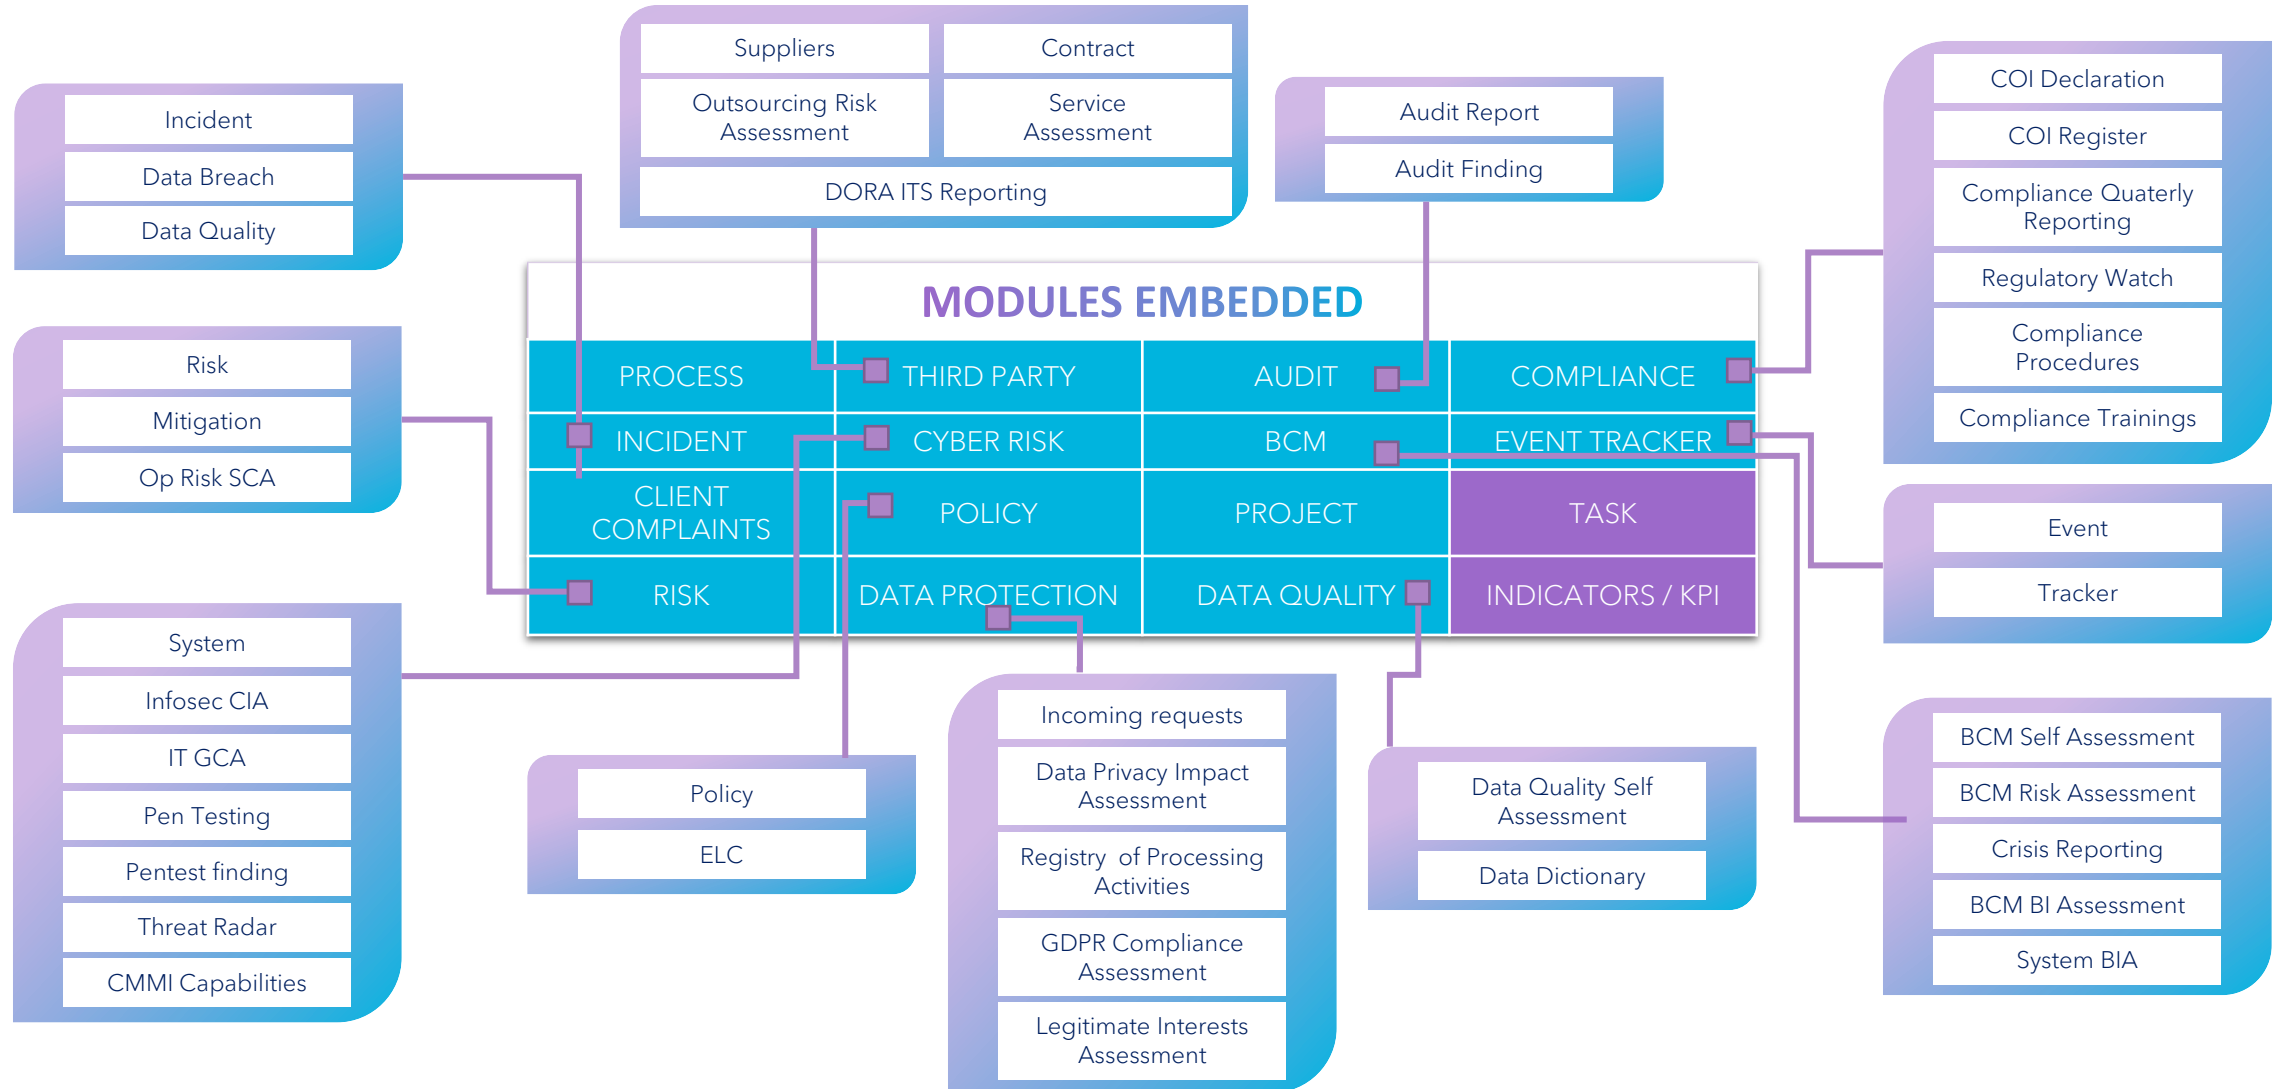 Suppliers
Contract
Outsourcing Risk
Assessment
Service
Assessment
DORA ITS Reporting
Incident
Data Breach
Data Quality
Audit Report
Audit Finding
COI Declaration
COI Register
Compliance Quaterly
Reporting
Regulatory Watch
Compliance
Procedures
Compliance Trainings
MODULES EMBEDDED
PROCESS
THIRD PARTY
AUDIT
COMPLIANCE
INCIDENT
CYBER RISK
BCM
EVENT TRACKER
CLIENT
COMPLAINTS
POLICY
PROJECT
TASK
RISK
DATA PROTECTION
DATA QUALITY
INDICATORS / KPI
Risk
Mitigation
Op Risk SCA
Event
Tracker
System
Infosec CIA
IT GCA
Pen Testing
Pentest finding
Threat Radar
CMMI Capabilities
Policy
ELC
Incoming requests
Data Privacy Impact
Assessment
Registry of Processing
Activities
GDPR Compliance
Assessment
Legitimate Interests
Assessment
Data Quality Self
Assessment
Data Dictionary
BCM Self Assessment
BCM Risk Assessment
Crisis Reporting
BCM BI Assessment
System BIA